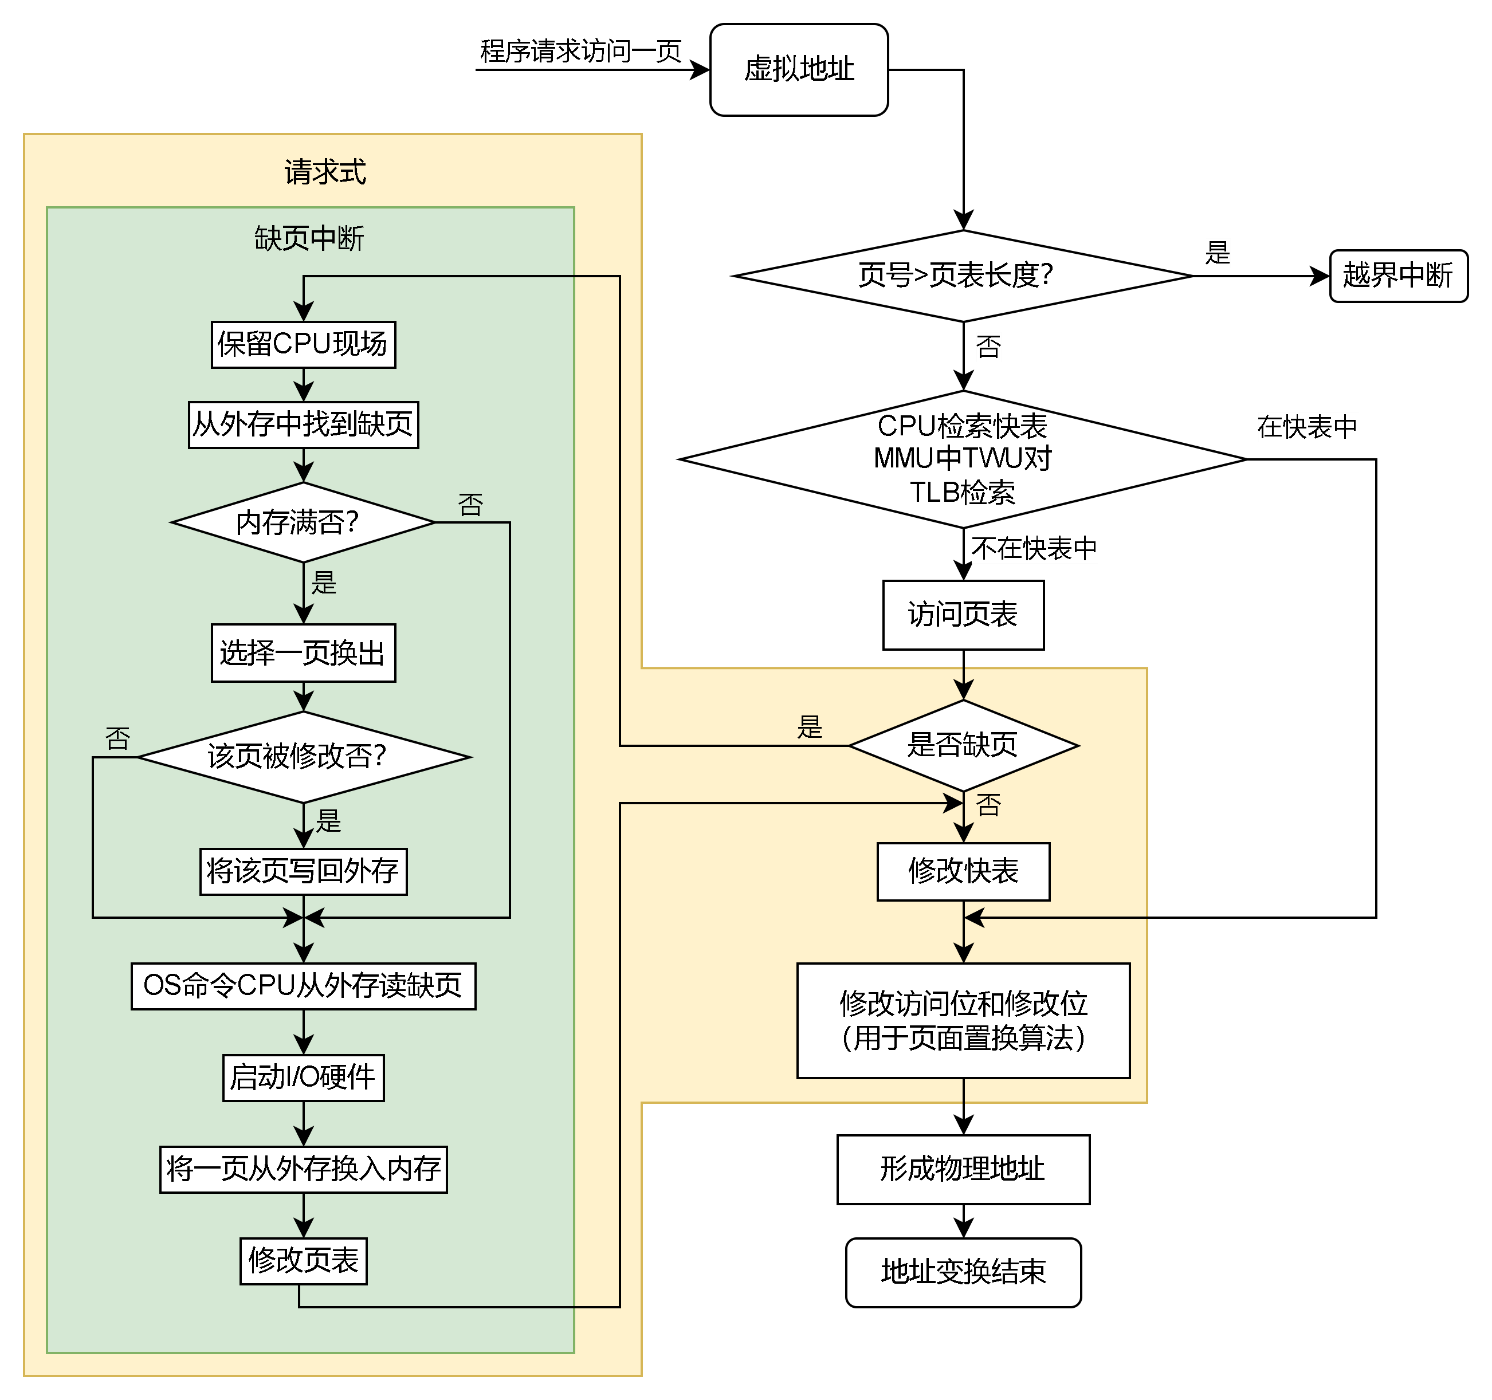 程序请求访问一页
虚拟地址
请求式
缺页中断
页号>页表长度?
是
越界中断
否
保留CPU现场
从外存中找到缺页
CPU检索快表
MMU中TWU对
TLB检索
在快表中
不在快表中
内存满否?
否
是
访问页表
选择一页换出
是否缺页
是
否
该页被修改否?
否
是
将该页写回外存
修改快表
OS命令CPU从外存读缺页
修改访问位和修改位
（用于页面置换算法）
启动I/O硬件
将一页从外存换入内存
形成物理地址
修改页表
地址变换结束